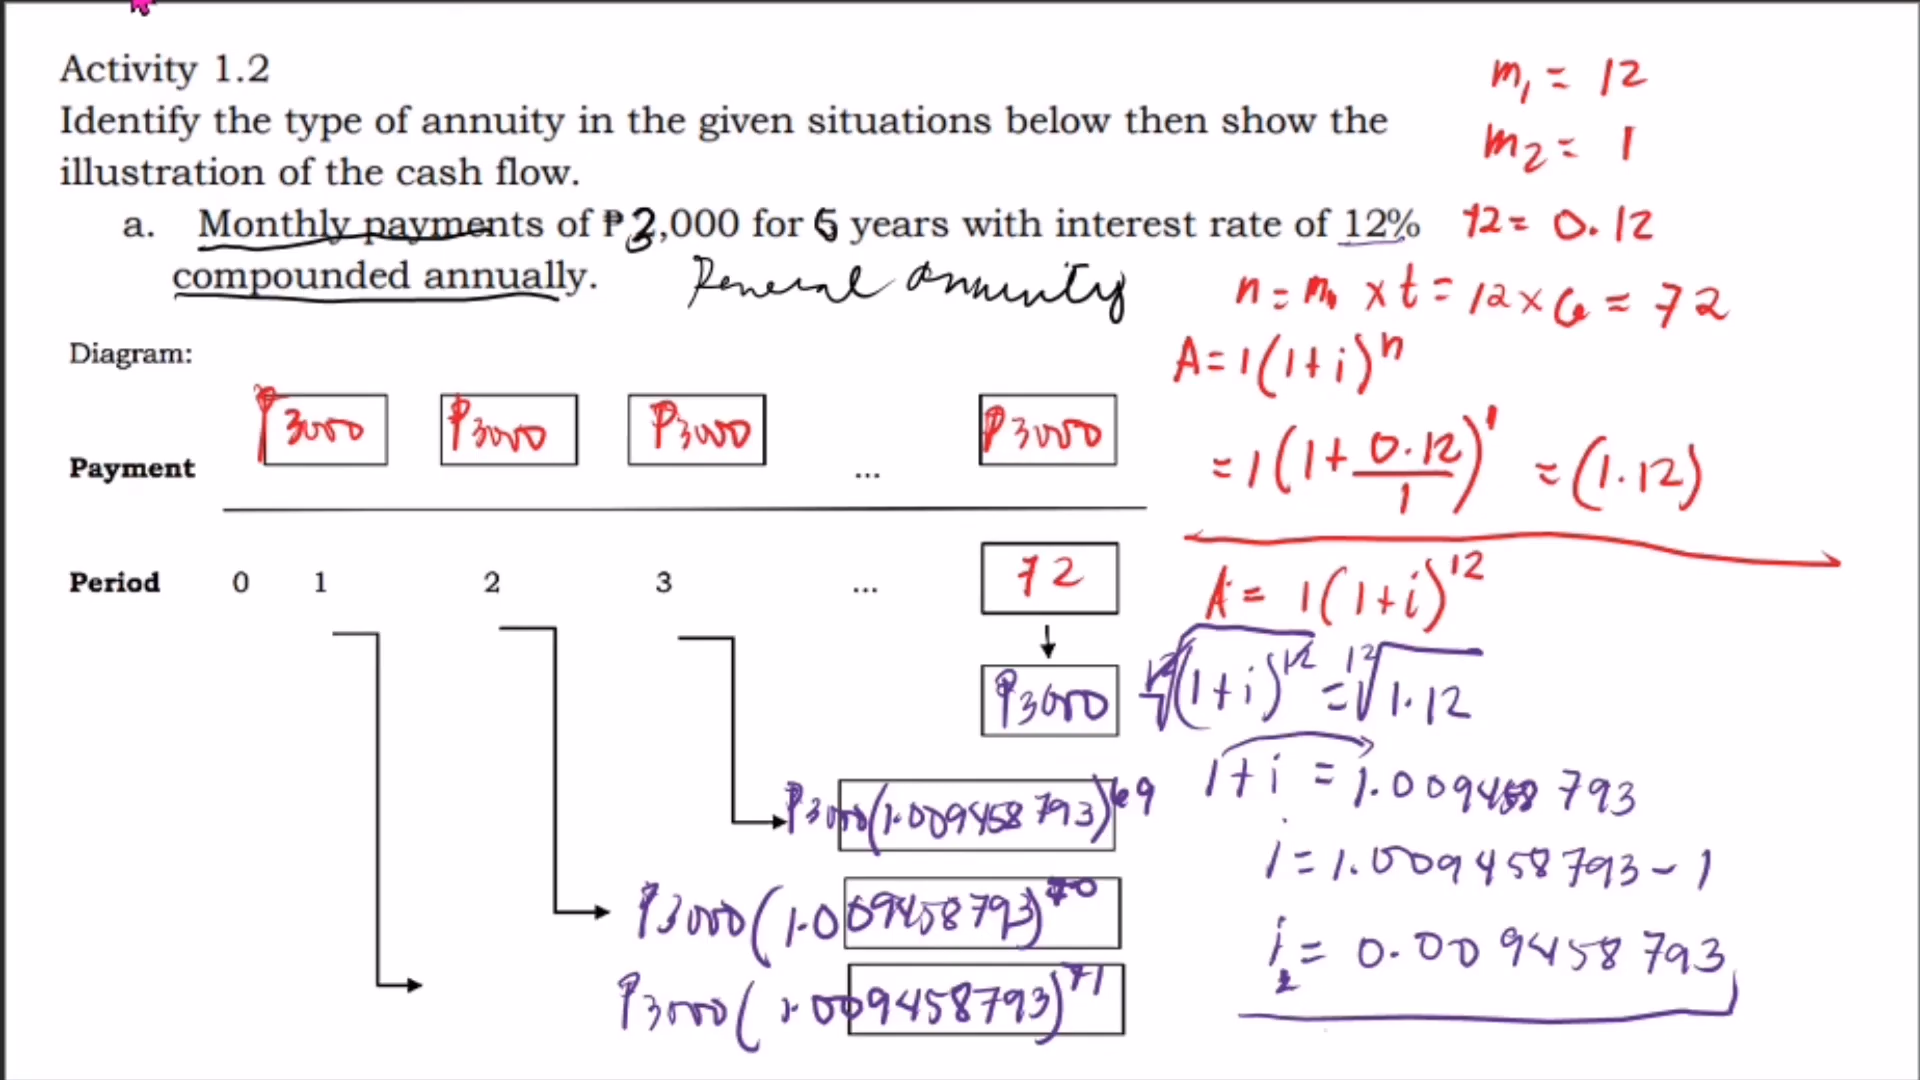 Activity 1.2
Identify the type of annuity in the given situations below then show the
illustration of the cash flow.
a. Monthly payments of ₱3,000 for 6 years with interest rate of 12%
compounded annually. General annuity
m₁ = 12
m₂ = 1
r2 = 0.12
n = m₁ x t = 12 x 6 = 72
A = 1(1+i)ⁿ
= 1(1+0.12/1)¹ = (1.12)
A = 1(1+i)¹²
¹²√(1+i)¹² = ¹²√1.12
1+i = 1.009458793
i = 1.009458793 - 1
i = 0.009458793
Diagram:
₱3000 ₱3000 ₱3000 ₱3000
Payment ...
Period 0 1 2 3 ... 72
₱3000
₱3000(1.009458793)⁶⁹
₱3000(1.009458793)⁷⁰
₱3000(1.009458793)⁷¹